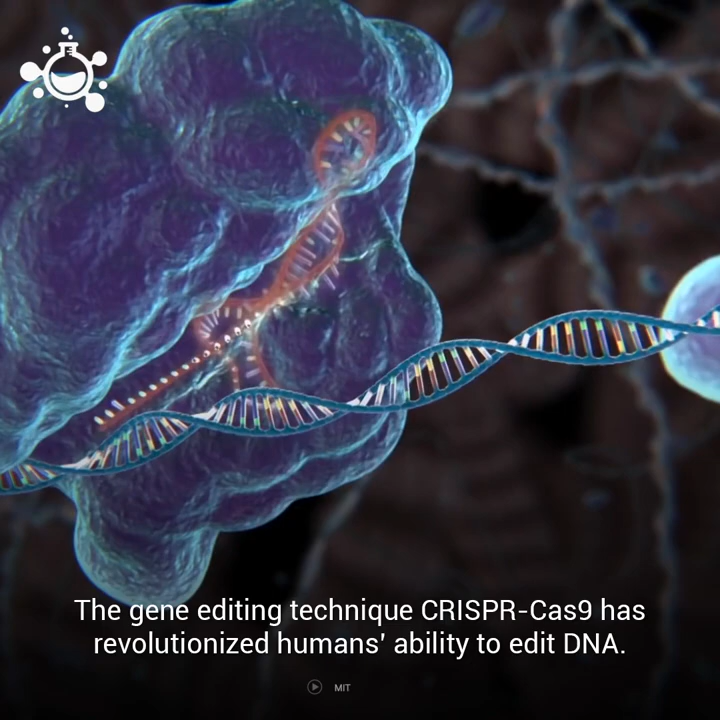 The gene editing technique CRISPR-Cas9 has
revolutionized humans' ability to edit DNA.
MIT